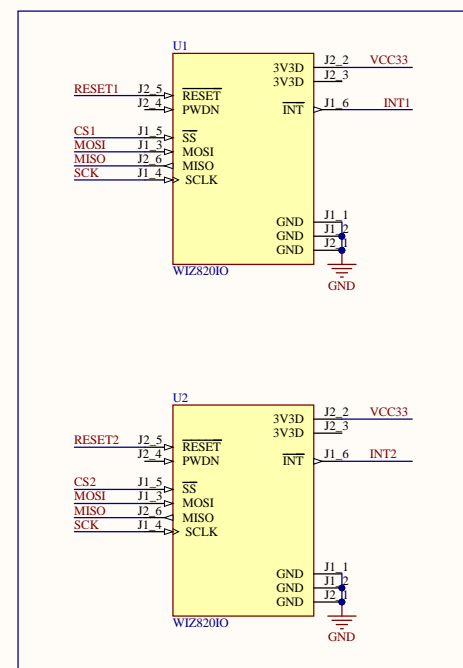 U1
3V3D J2_2 VCC33
3V3D J2_3
RESET1 J2_5 RESET
J2_4 PWDN
INT J1_6 INT1
CS1 J1_5 SS
MOSI J1_3 MOSI
MISO J2_6 MISO
SCK J1_4 SCLK
GND J1_1
GND J1_2
GND J2_1
WIZ820IO
GND
U2
3V3D J2_2 VCC33
3V3D J2_3
RESET2 J2_5 RESET
J2_4 PWDN
INT J1_6 INT2
CS2 J1_5 SS
MOSI J1_3 MOSI
MISO J2_6 MISO
SCK J1_4 SCLK
GND J1_1
GND J1_2
GND J2_1
WIZ820IO
GND